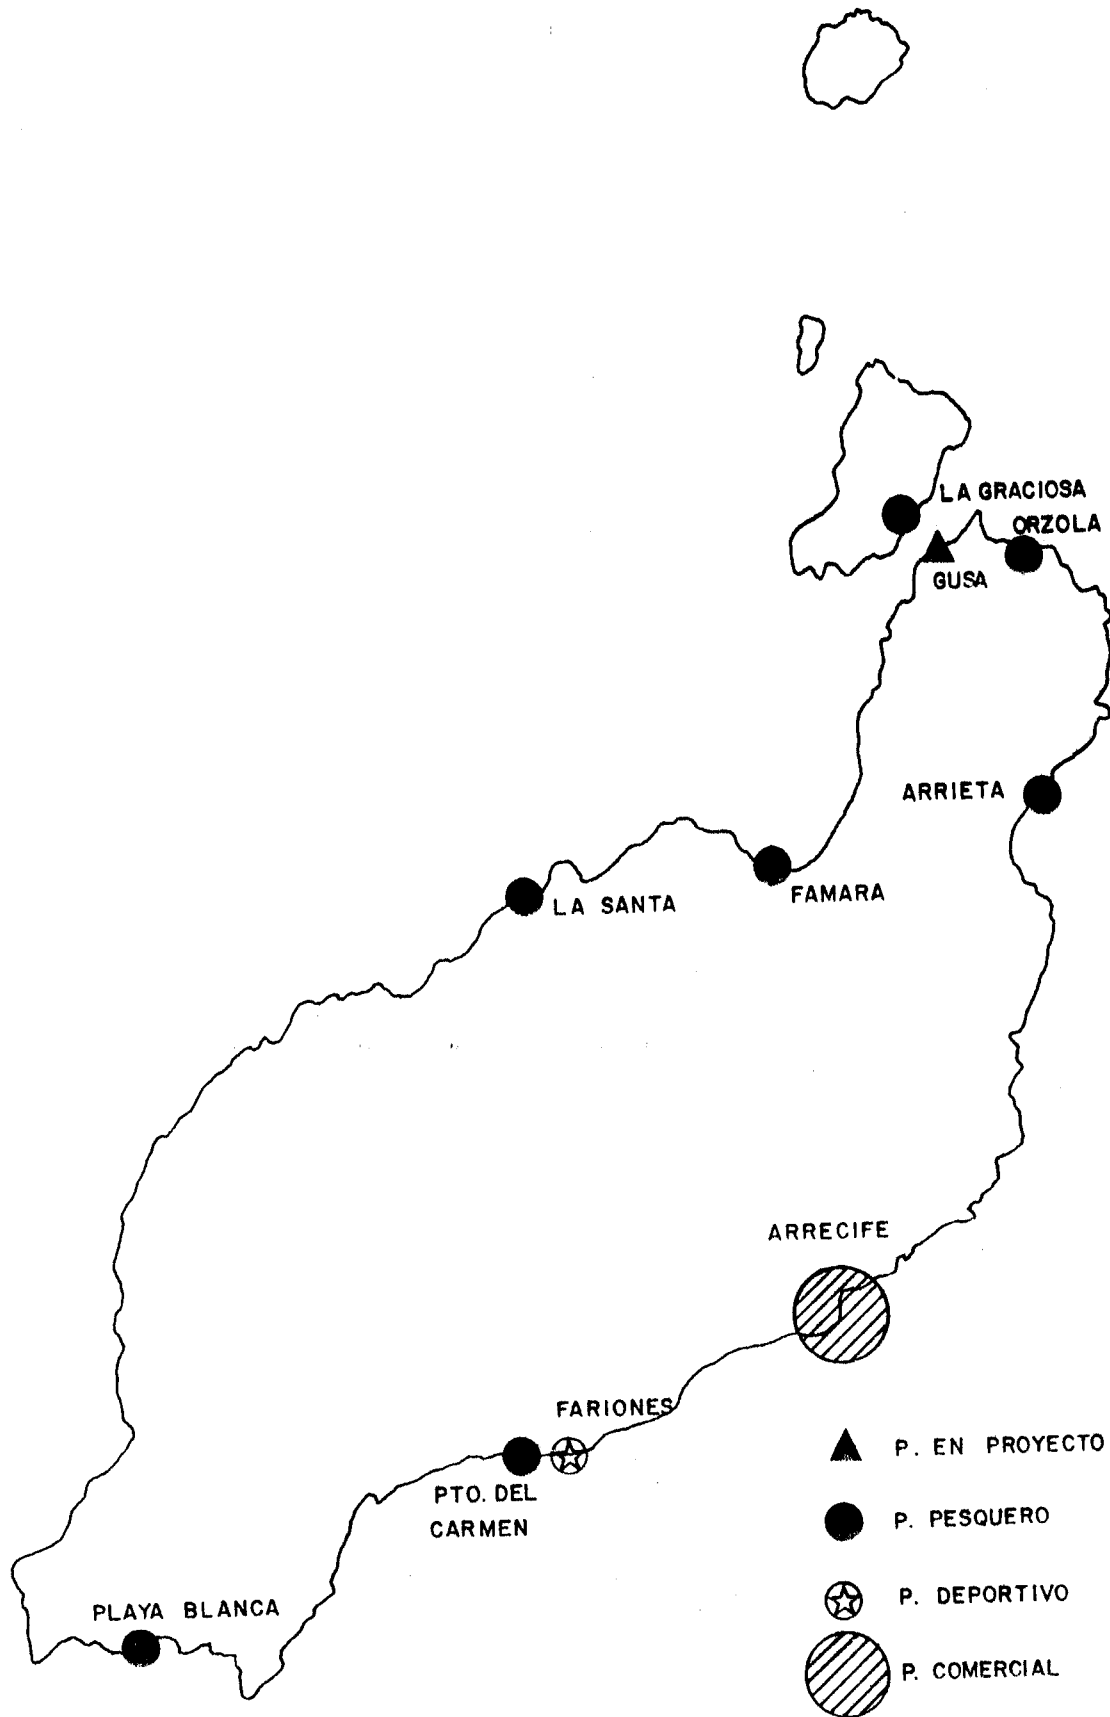 LA GRACIOSA
ORZOLA
GUSA
ARRIETA
FAMARA
LA SANTA
ARRECIFE
FARIONES
PTO. DEL
CARMEN
PLAYA BLANCA
P. EN PROYECTO
P. PESQUERO
P. DEPORTIVO
P. COMERCIAL